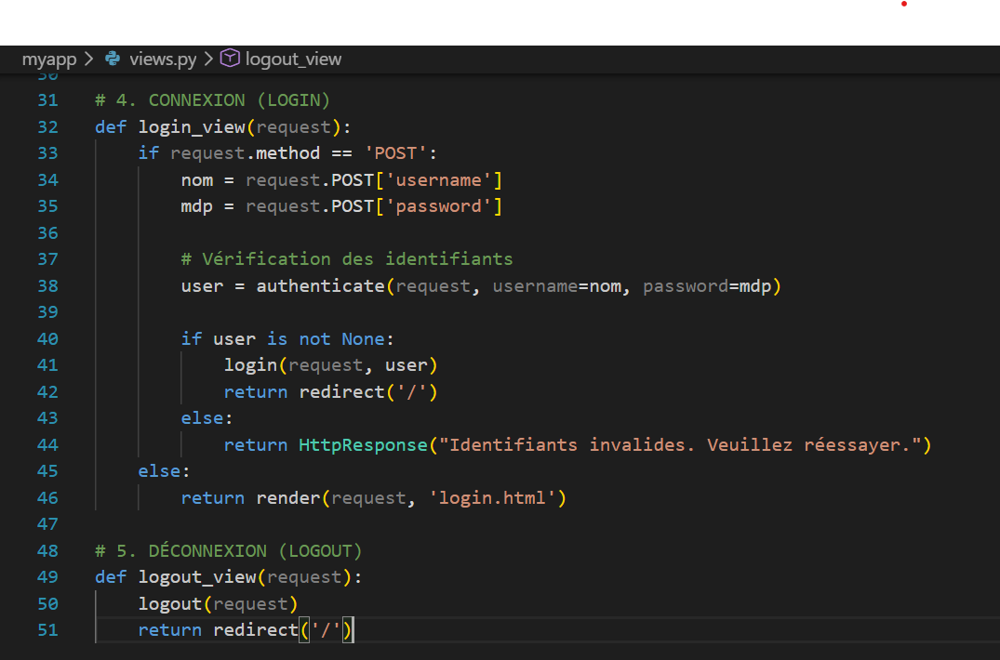 myapp > views.py > logout_view
30
31 # 4. CONNEXION (LOGIN)
32 def login_view(request):
33     if request.method == 'POST':
34         nom = request.POST['username']
35         mdp = request.POST['password']
36
37         # Vérification des identifiants
38         user = authenticate(request, username=nom, password=mdp)
39
40         if user is not None:
41             login(request, user)
42             return redirect('/')
43         else:
44             return HttpResponse("Identifiants invalides. Veuillez réessayer.")
45     else:
46         return render(request, 'login.html')
47
48 # 5. DÉCONNEXION (LOGOUT)
49 def logout_view(request):
50     logout(request)
51     return redirect('/')